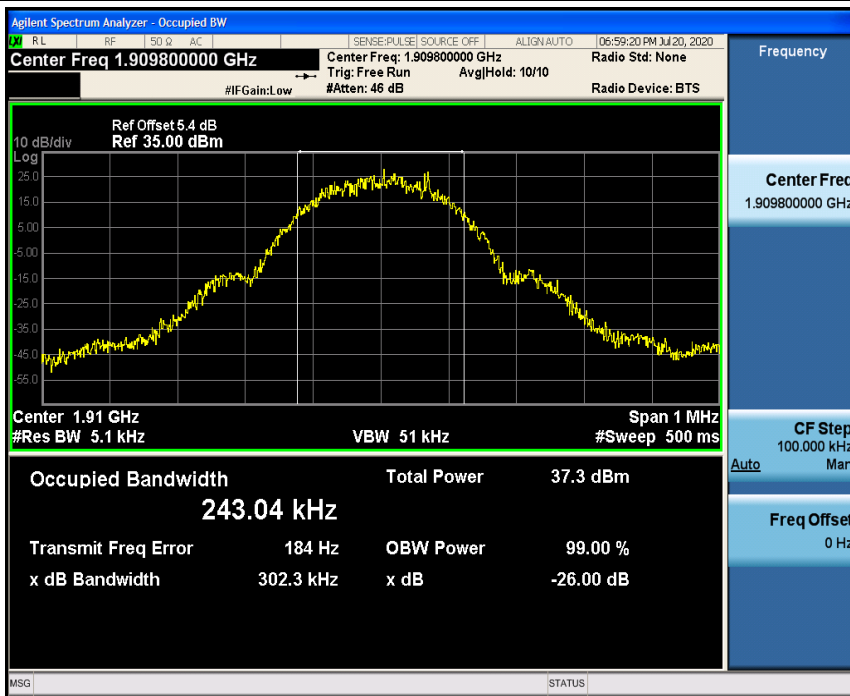 Agilent Spectrum Analyzer - Occupied BW
LXI RL RF 50 Ω AC SENSE:PULSE SOURCE OFF ALIGN AUTO 06:59:20 PM Jul 20, 2020
Center Freq 1.909800000 GHz
Center Freq: 1.909800000 GHz Radio Std: None
Trig: Free Run Avg|Hold: 10/10
#IFGain:Low #Atten: 46 dB Radio Device: BTS
Frequency
Ref Offset 5.4 dB
10 dB/div Ref 35.00 dBm
Log
25.0
15.0
5.00
-5.00
-15.0
-25.0
-35.0
-45.0
-55.0
Center 1.91 GHz Span 1 MHz
#Res BW 5.1 kHz VBW 51 kHz #Sweep 500 ms
Center Freq
1.909800000 GHz
CF Step
100.000 kHz
Auto Man
Freq Offset
0 Hz
Occupied Bandwidth Total Power 37.3 dBm
243.04 kHz
Transmit Freq Error 184 Hz OBW Power 99.00 %
x dB Bandwidth 302.3 kHz x dB -26.00 dB
MSG STATUS